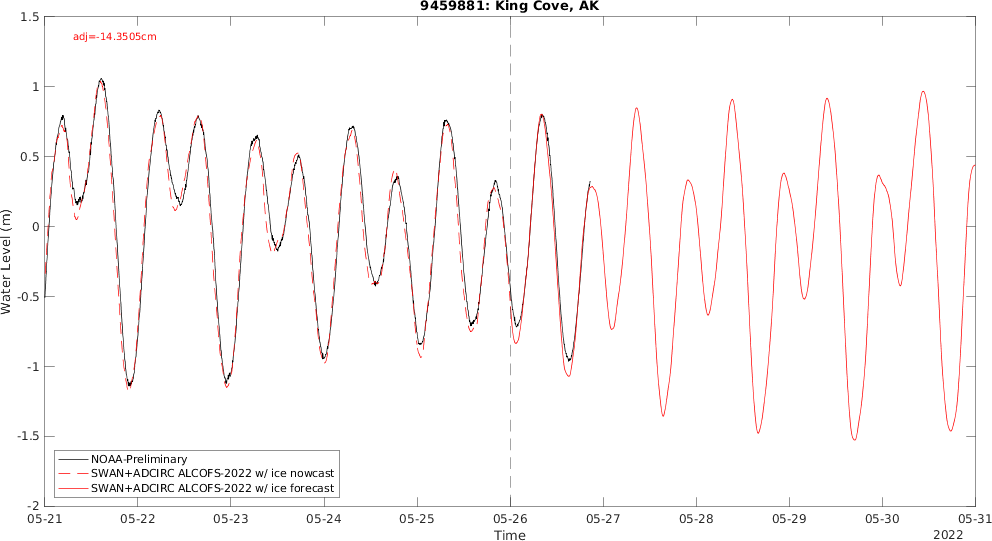 9459881: King Cove, AK
adj=-14.3505cm
1.5
1
0.5
0
-0.5
-1
-1.5
-2
Water Level (m)
NOAA-Preliminary
SWAN+ADCIRC ALCOFS-2022 w/ ice nowcast
SWAN+ADCIRC ALCOFS-2022 w/ ice forecast
05-21 05-22 05-23 05-24 05-25 05-26 05-27 05-28 05-29 05-30 05-31
Time
2022